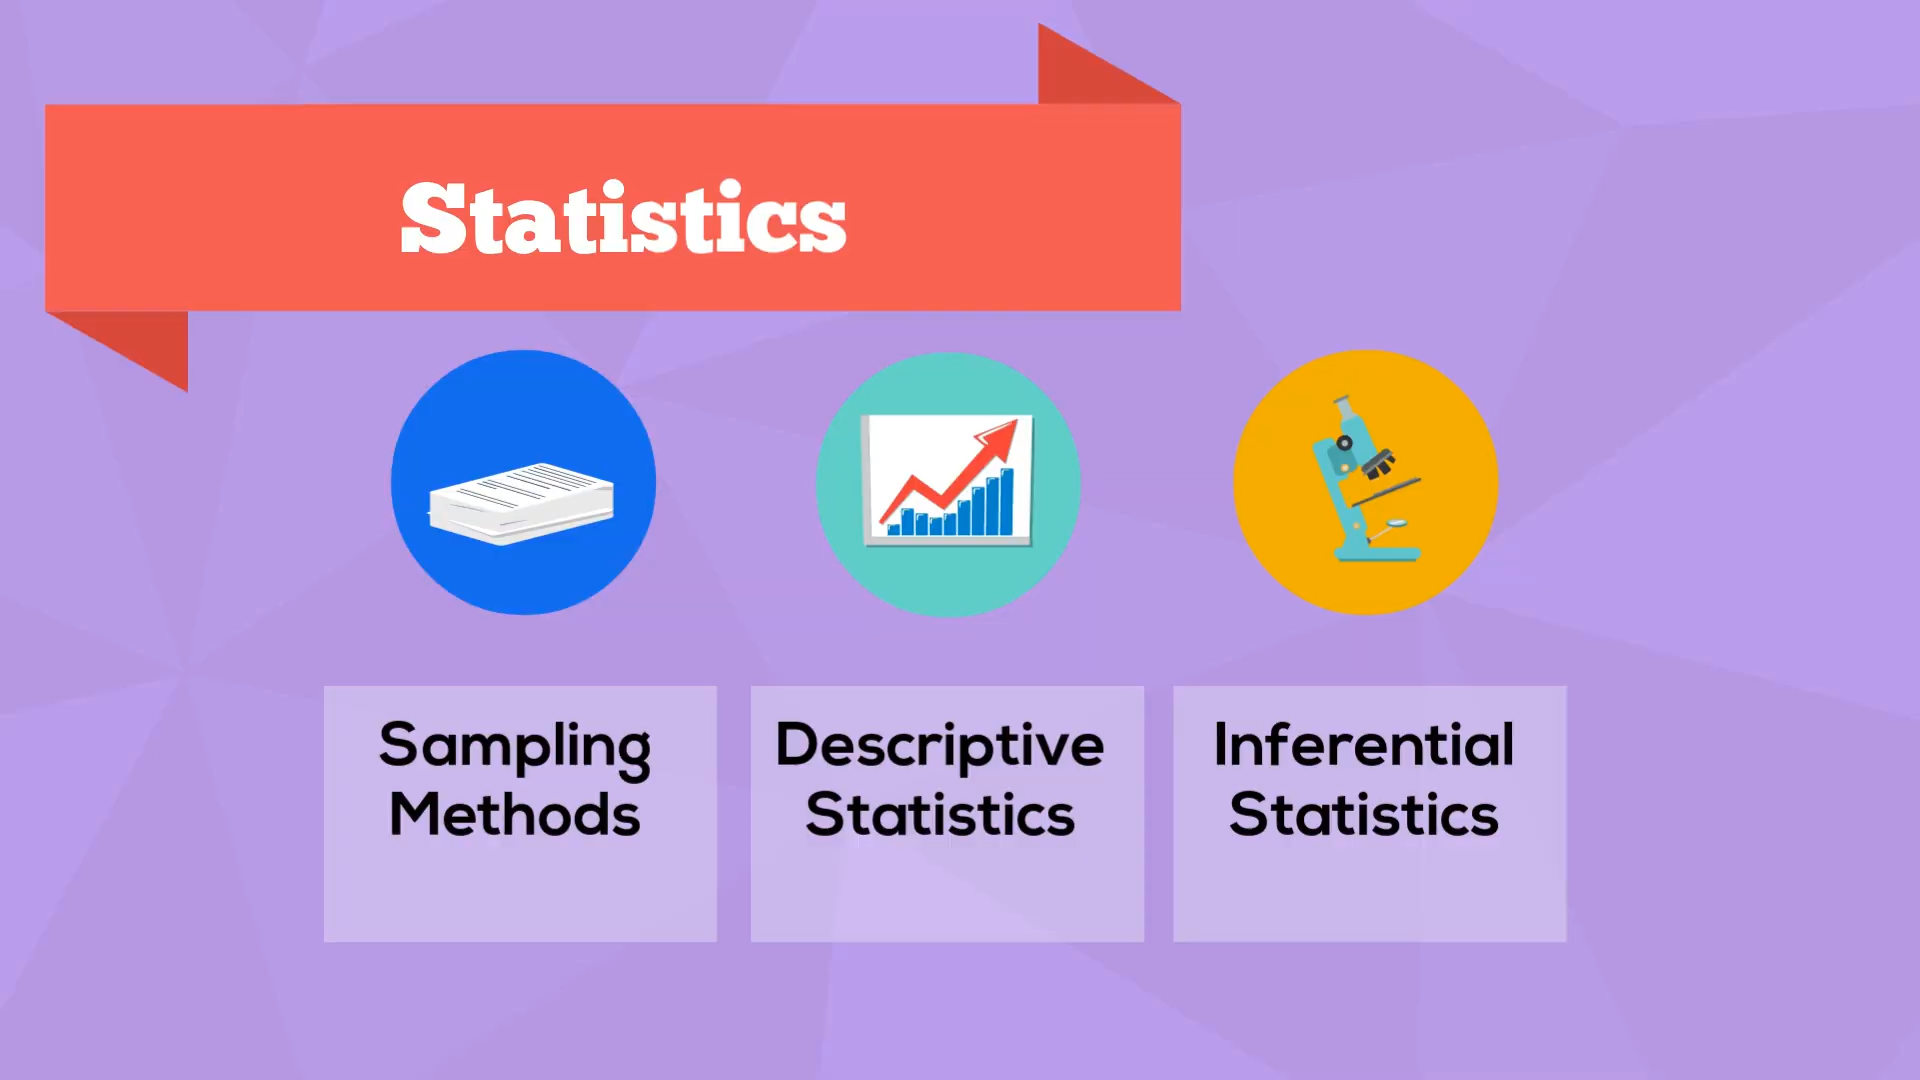 Statistics
Sampling
Methods
Descriptive
Statistics
Inferential
Statistics